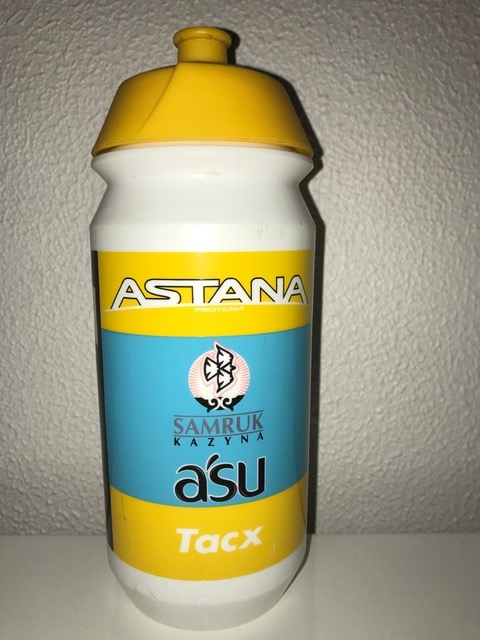 ASTANA
PROTEAM
SAMRUK
KAZYNA
a'su
Tacx